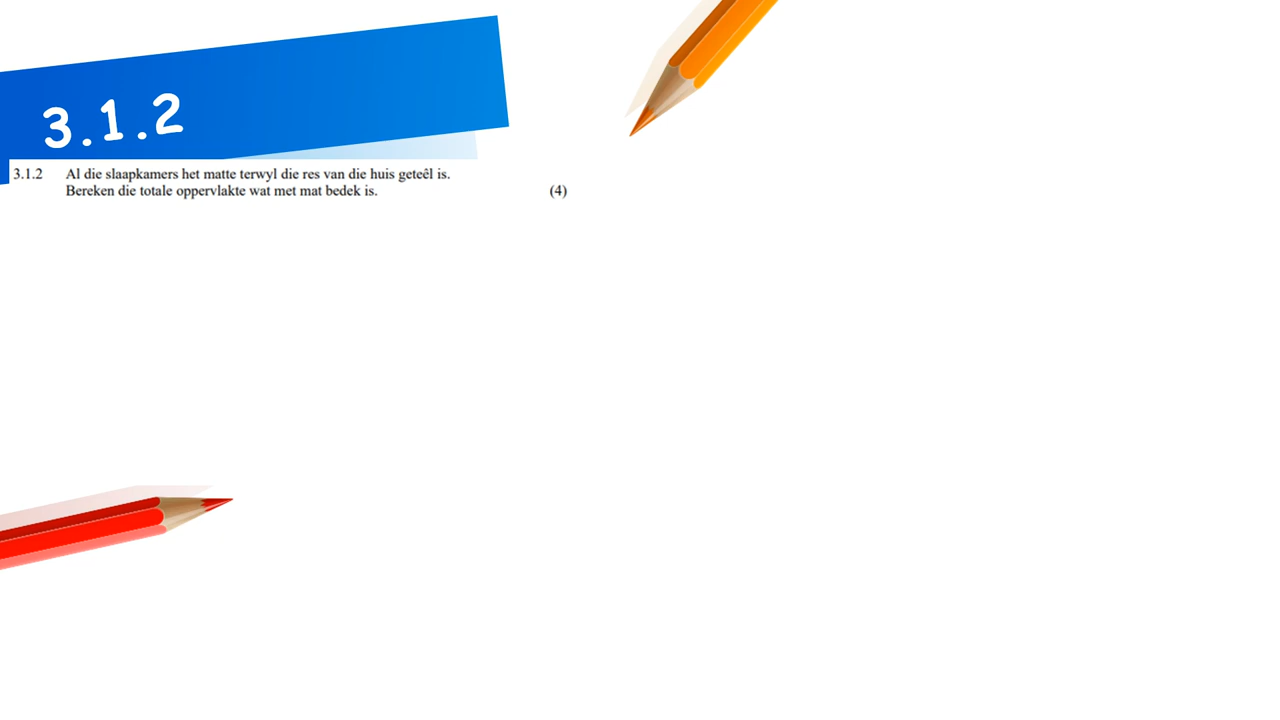 3.1.2
3.1.2 Al die slaapkamers het matte terwyl die res van die huis geteêl is.
Bereken die totale oppervlakte wat met mat bedek is. (4)